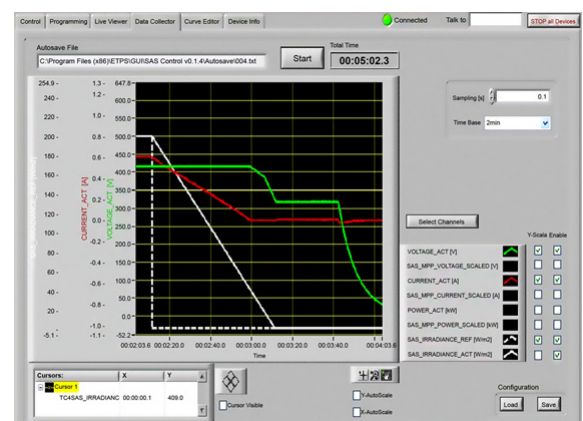 Control Programming Live Viewer Data Collector Curve Editor Device Info
Connected Talk to STOP all Devices
Autosave File
C:\Program Files (x86)\ETPS\GUI\SAS Control v0.1.4\Autosave\004.txt
Start
Total Time
00:05:02.3
254.9 1.3 647.8
240 1.2 600.0
220 1.0 550.0
200 0.8 500.0
180 0.6 450.0
160 0.4 400.0
350.0
140 0.2 300.0
120 0.0 250.0
100 -0.2 200.0
80 -0.4 150.0
60 -0.6 100.0
40 -0.8 50.0
20 0.0
-5.1 -1.0 -1.1 -52.2
SAS_IRRADIANCE_REF [W/m2]
CURRENT_ACT [A]
VOLTAGE_ACT [V]
00:02:03.6 00:02:20.0 00:02:40.0 00:03:00.0 00:03:20.0 00:03:40.0 00:04:03.6
Time
Sampling [s] 0.1
Time Base 2min
Select Channels
Y-Scale Enable
VOLTAGE_ACT [V]
SAS_MPP_VOLTAGE_SCALED [V]
CURRENT_ACT [A]
SAS_MPP_CURRENT_SCALED [A]
POWER_ACT [kW]
SAS_MPP_POWER_SCALED [kW]
SAS_IRRADIANCE_REF [W/m2]
SAS_IRRADIANCE_ACT [W/m2]
Cursors: X Y
Cursor 1
TC4SAS_IRRADIANC 00:00:00.1 409.0
Cursor Visible
Y-AutoScale
X-AutoScale
Configuration
Load Save